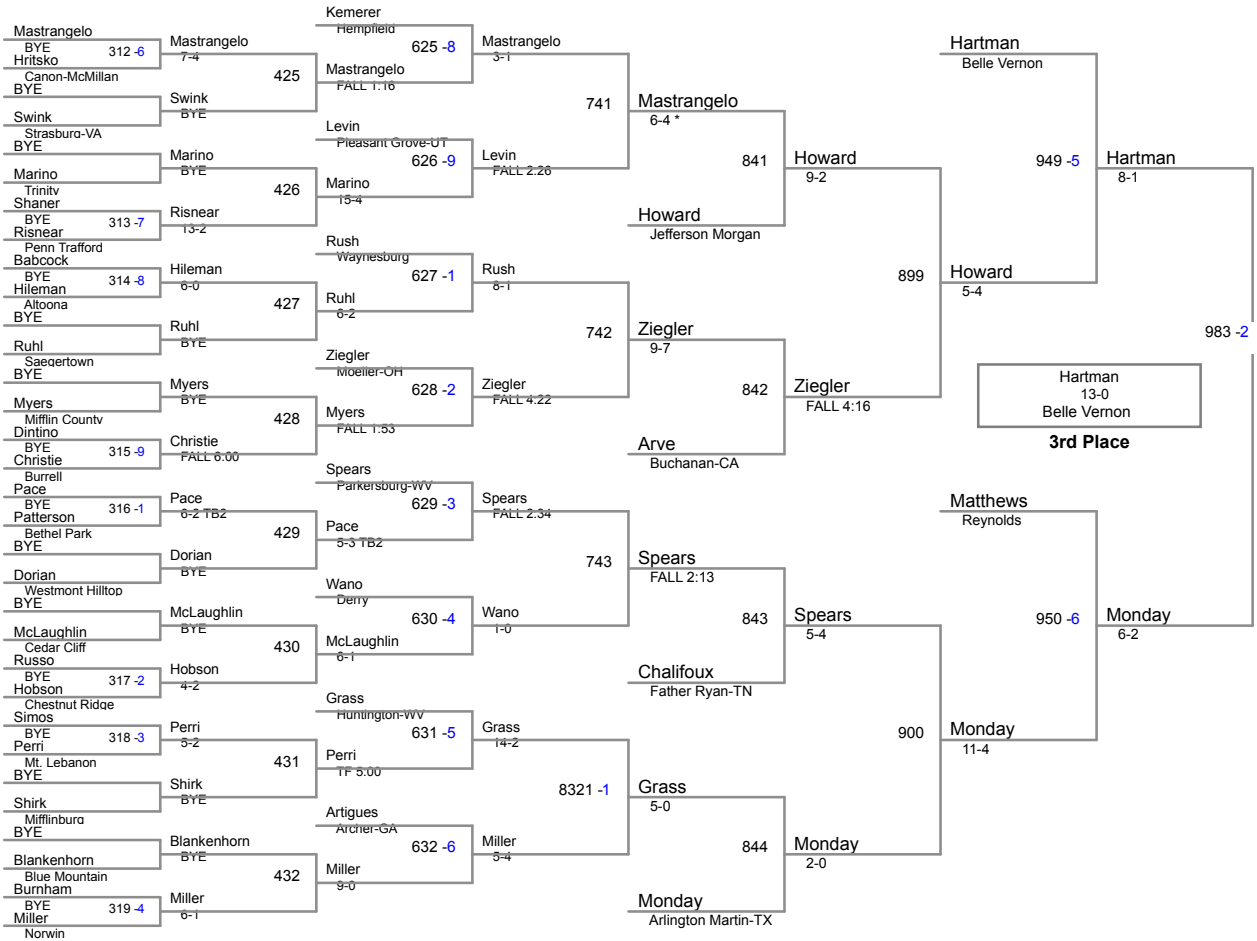 Mastrangelo
BYE
312 -6
Hritsko
Canon-McMillan
BYE
Swink
Strasburg-VA
BYE
Marino
Trinity
Shaner
BYE
313 -7
Risnear
Penn Trafford
Babcock
BYE
314 -8
Hileman
Altoona
BYE
Ruhl
Saegertown
BYE
Myers
Mifflin County
Dintino
BYE
315 -9
Christie
Burrell
Pace
BYE
316 -1
Patterson
Bethel Park
BYE
Dorian
Westmont Hilltop
BYE
McLaughlin
Cedar Cliff
Russo
BYE
317 -2
Hobson
Chestnut Ridge
Simos
BYE
318 -3
Perri
Mt. Lebanon
BYE
Shirk
Mifflinburg
BYE
Blankenhorn
Blue Mountain
Burnham
BYE
319 -4
Miller
Norwin
Mastrangelo
7-4
425
Swink
BYE
Marino
BYE
426
Risnear
13-2
Hileman
6-0
427
Ruhl
BYE
Myers
BYE
428
Christie
FALL 6:00
Pace
6-2 TB2
429
Dorian
BYE
McLaughlin
BYE
430
Hobson
4-2
Perri
5-2
431
Shirk
BYE
Blankenhorn
BYE
432
Miller
6-1
Kemerer
Hempfield
625 -8
Mastrangelo
FALL 1:16
Levin
Pleasant Grove-UT
626 -9
Marino
15-4
Rush
Waynesburg
627 -1
Ruhl
6-2
Ziegler
Moeller-OH
628 -2
Myers
FALL 1:53
Spears
Parkersburg-WV
629 -3
Pace
5-3 TB2
Wano
Derry
630 -4
McLaughlin
6-1
Grass
Huntington-WV
631 -5
Perri
TF 5:00
Artigues
Archer-GA
632 -6
Miller
9-0
Mastrangelo
3-1
741
Levin
FALL 2:26
Rush
8-1
742
Ziegler
FALL 4:22
Spears
FALL 2:34
743
Wano
1-0
Grass
14-2
8321 -1
Miller
5-4
Mastrangelo
6-4 *
841
Howard
Jefferson Morgan
Ziegler
9-7
842
Arve
Buchanan-CA
Spears
FALL 2:13
843
Chalifoux
Father Ryan-TN
Grass
5-0
844
Monday
Arlington Martin-TX
Howard
9-2
899
Ziegler
FALL 4:16
Spears
5-4
900
Monday
2-0
Hartman
Belle Vernon
949 -5
Howard
5-4
Matthews
Reynolds
950 -6
Monday
11-4
Hartman
8-1
983 -2
Monday
6-2
Hartman
13-0
Belle Vernon
3rd Place